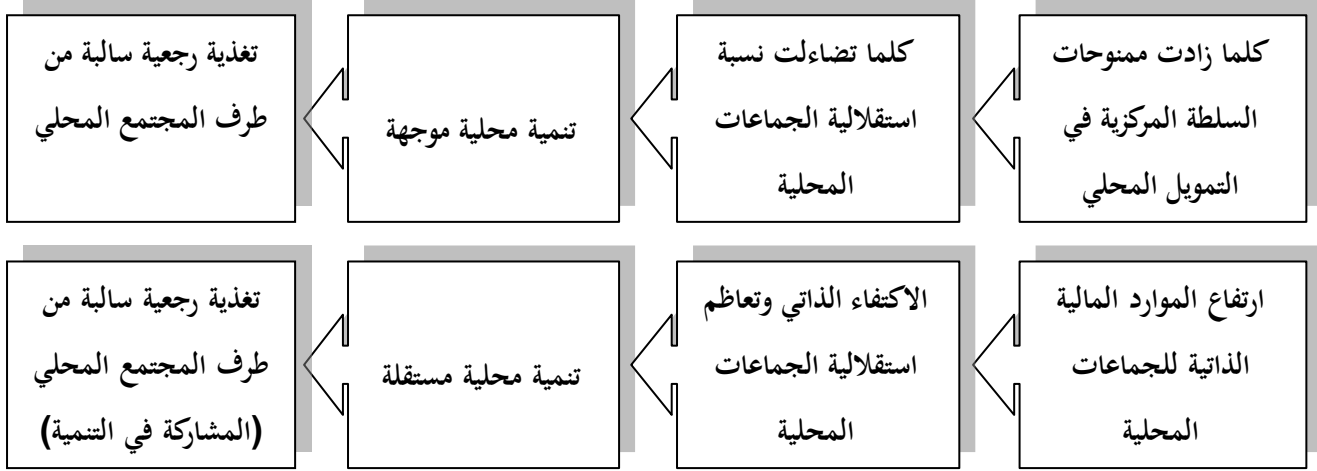 كلما زادت ممنوحات
السلطة المركزية في
التمويل المحلي
كلما تضاءلت نسبة
استقلالية الجماعات
المحلية
تنمية محلية موجهة
تغذية رجعية سالبة من
طرف المجتمع المحلي
ارتفاع الموارد المالية
الذاتية للجماعات
المحلية
الاكتفاء الذاتي وتعاظم
استقلالية الجماعات
المحلية
تنمية محلية مستقلة
تغذية رجعية سالبة من
طرف المجتمع المحلي
(المشاركة في التنمية)